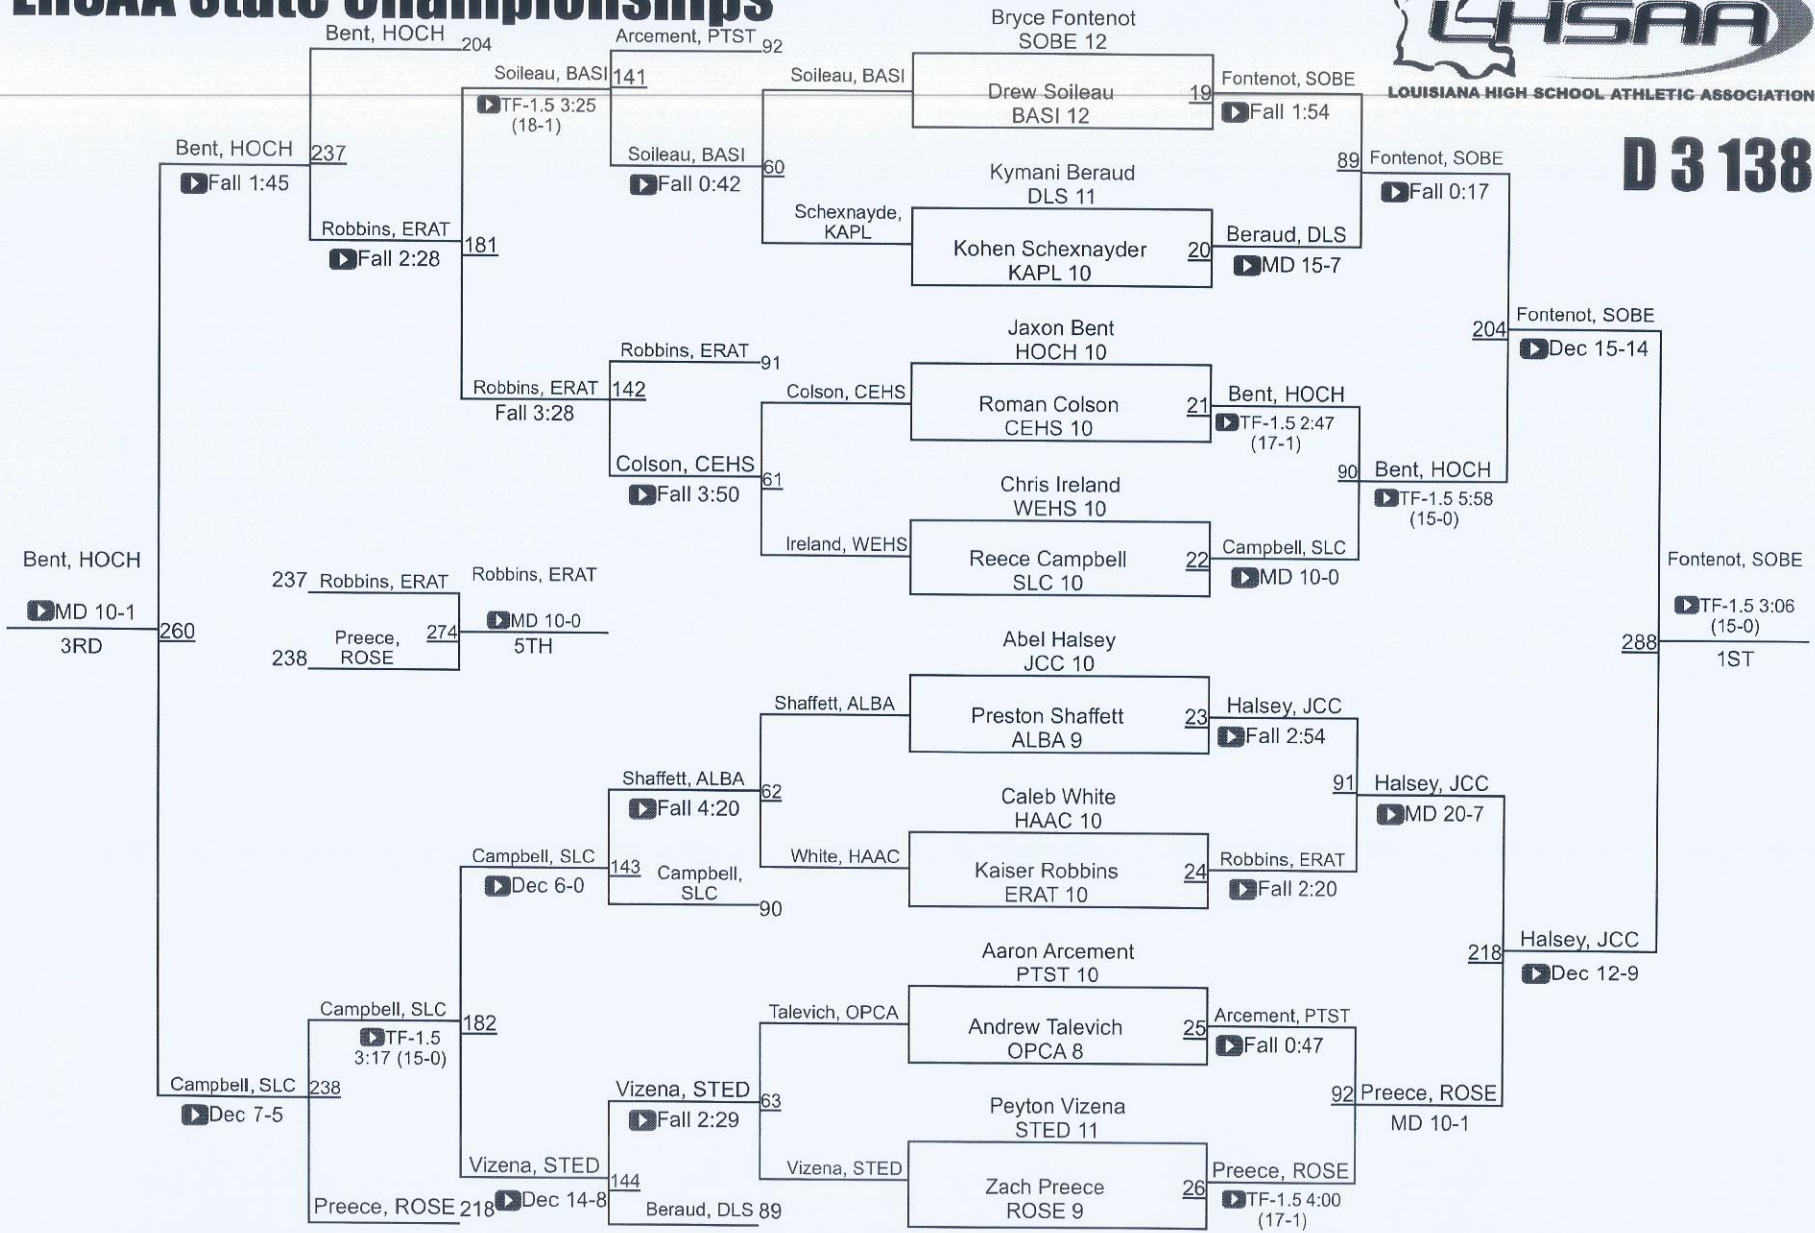 LHSAA State Championships
LHSAA
LOUISIANA HIGH SCHOOL ATHLETIC ASSOCIATION
D 3 138
Bent, HOCH
204
Bent, HOCH
Fall 1:45
237
Robbins, ERAT
Fall 2:28
181
Soileau, BASI
TF-1.5 3:25
(18-1)
141
Arcement, PTST
92
Soileau, BASI
Fall 0:42
60
Soileau, BASI
Schexnayde,
KAPL
Robbins, ERAT
Fall 3:28
142
Robbins, ERAT
91
Colson, CEHS
Fall 3:50
61
Colson, CEHS
Ireland, WEHS
Bent, HOCH
MD 10-1
3RD
260
237
Robbins, ERAT
238
Preece,
ROSE
274
Robbins, ERAT
MD 10-0
5TH
Campbell, SLC
Dec 7-5
238
Campbell, SLC
TF-1.5
3:17 (15-0)
182
Preece, ROSE
218
Campbell, SLC
Dec 6-0
143
Shaffett, ALBA
Fall 4:20
62
Campbell,
SLC
90
Shaffett, ALBA
White, HAAC
Vizena, STED
Dec 14-8
144
Vizena, STED
Fall 2:29
63
Beraud, DLS
89
Talevich, OPCA
Vizena, STED
Bryce Fontenot
SOBE 12
Drew Soileau
BASI 12
19
Fontenot, SOBE
Fall 1:54
Kymani Beraud
DLS 11
Kohen Schexnayder
KAPL 10
20
Beraud, DLS
MD 15-7
89
Fontenot, SOBE
Fall 0:17
Jaxon Bent
HOCH 10
Roman Colson
CEHS 10
21
Bent, HOCH
TF-1.5 2:47
(17-1)
Chris Ireland
WEHS 10
Reece Campbell
SLC 10
22
Campbell, SLC
MD 10-0
90
Bent, HOCH
TF-1.5 5:58
(15-0)
204
Fontenot, SOBE
Dec 15-14
Abel Halsey
JCC 10
Preston Shaffett
ALBA 9
23
Halsey, JCC
Fall 2:54
Caleb White
HAAC 10
Kaiser Robbins
ERAT 10
24
Robbins, ERAT
Fall 2:20
91
Halsey, JCC
MD 20-7
Aaron Arcement
PTST 10
Andrew Talevich
OPCA 8
25
Arcement, PTST
Fall 0:47
Peyton Vizena
STED 11
Zach Preece
ROSE 9
26
Preece, ROSE
TF-1.5 4:00
(17-1)
92
Preece, ROSE
MD 10-1
218
Halsey, JCC
Dec 12-9
288
Fontenot, SOBE
TF-1.5 3:06
(15-0)
1ST